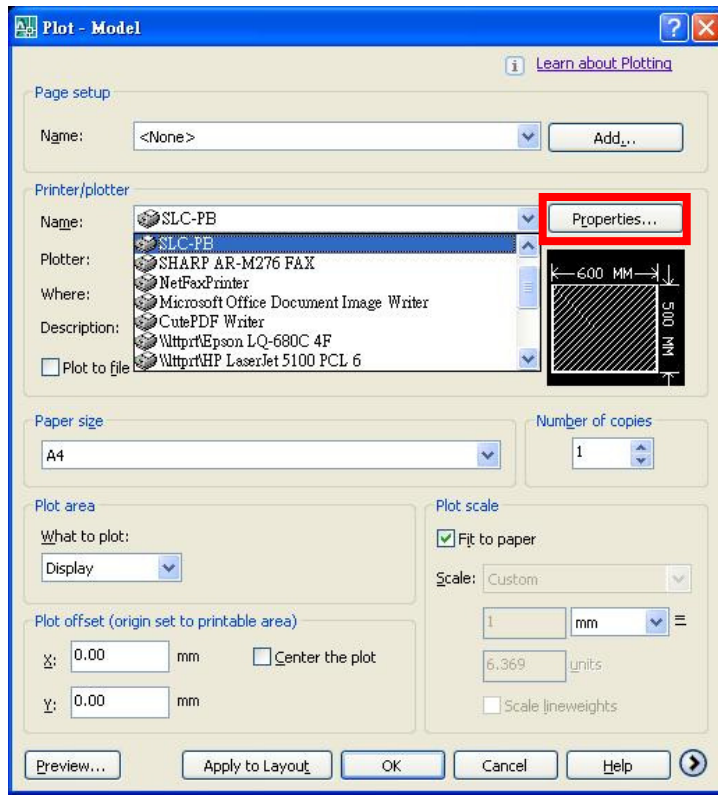 Plot - Model
Learn about Plotting
Page setup
Name:
<None>
Add...
Printer/plotter
Name:
SLC-PB
Properties...
SLC-PB
Plotter:
SHARP AR-M276 FAX
NetFaxPrinter
Where:
Microsoft Office Document Image Writer
CutePDF Writer
Description:
\\lttprt\Epson LQ-680C 4F
Plot to file
\\lttprt\HP LaserJet 5100 PCL 6
600 MM
500 MM
Paper size
A4
Number of copies
1
Plot area
What to plot:
Display
Plot scale
Fit to paper
Scale:
Custom
1
mm
=
6.369
units
Scale lineweights
Plot offset (origin set to printable area)
X:
0.00
mm
Center the plot
Y:
0.00
mm
Preview...
Apply to Layout
OK
Cancel
Help